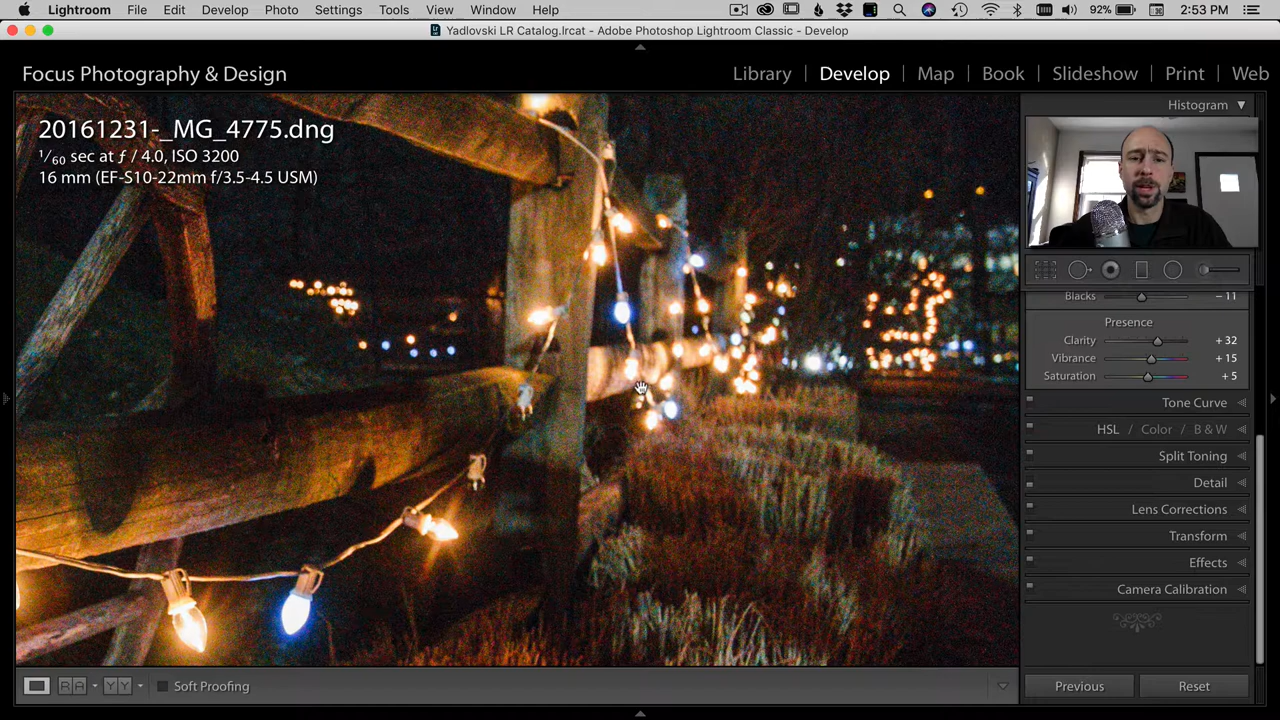 Lightroom File Edit Develop Photo Settings Tools View Window Help 92% 2:53 PM
Yadlovski LR Catalog.lrcat - Adobe Photoshop Lightroom Classic - Develop
Focus Photography & Design Library Develop Map Book Slideshow Print Web
Histogram
20161231-_MG_4775.dng
1/60 sec at ƒ / 4.0, ISO 3200
16 mm (EF-S10-22mm f/3.5-4.5 USM)
Blacks - 11
Presence
Clarity + 32
Vibrance + 15
Saturation + 5
Tone Curve
HSL / Color / B & W
Split Toning
Detail
Lens Corrections
Transform
Effects
Camera Calibration
R A Y Y Soft Proofing Previous Reset